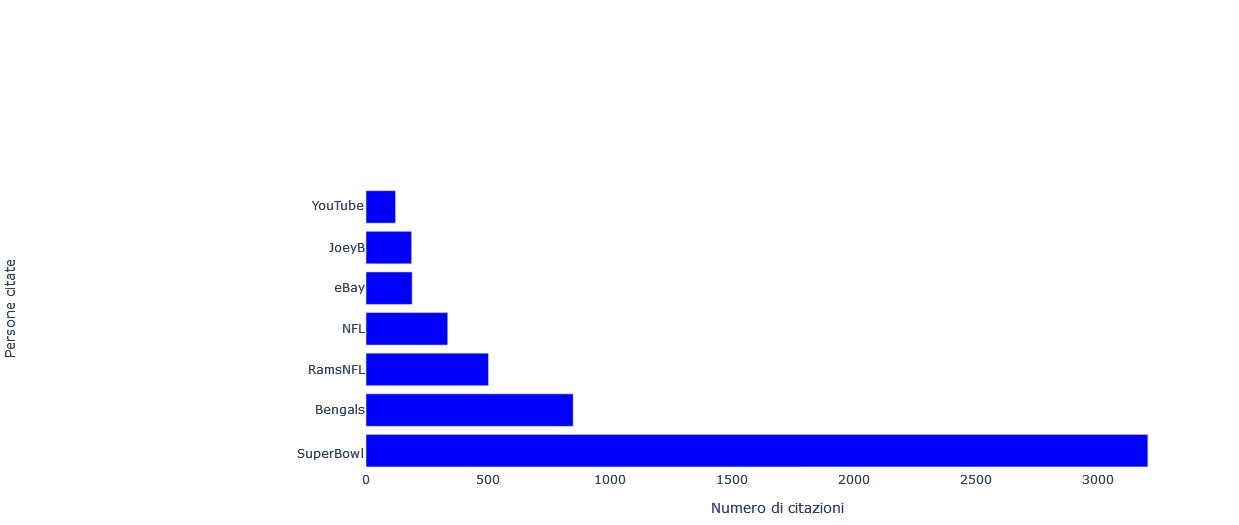 YouTube
JoeyB
eBay
NFL
RamsNFL
Bengals
SuperBowl
0 500 1000 1500 2000 2500 3000
Numero di citazioni
Persone citate